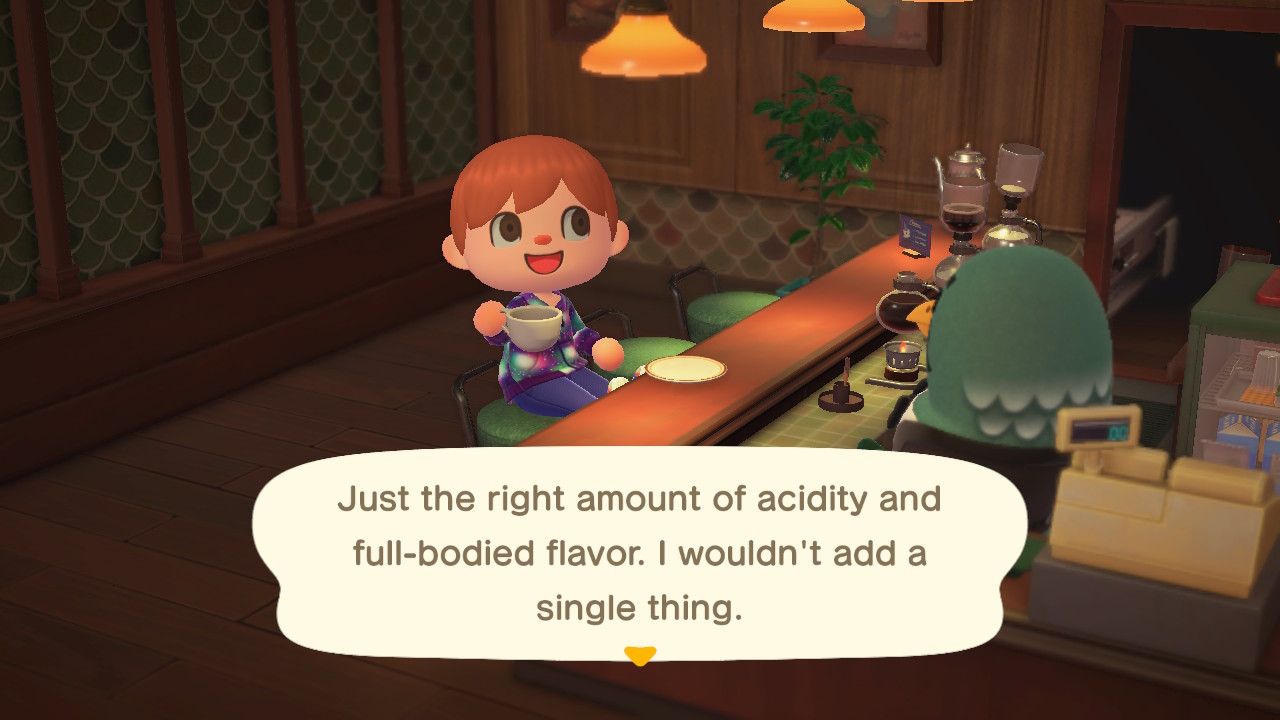 Just the right amount of acidity and
full-bodied flavor. I wouldn't add a
single thing.